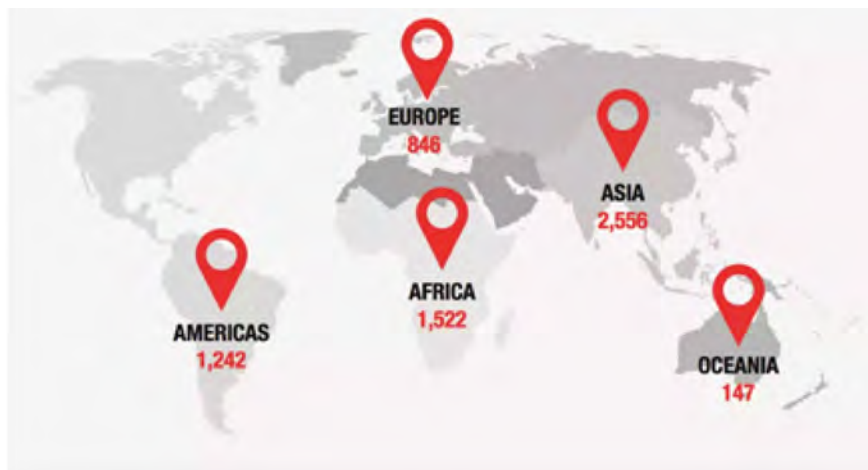 EUROPE
846
ASIA
2,556
AFRICA
1,522
AMERICAS
1,242
OCEANIA
147